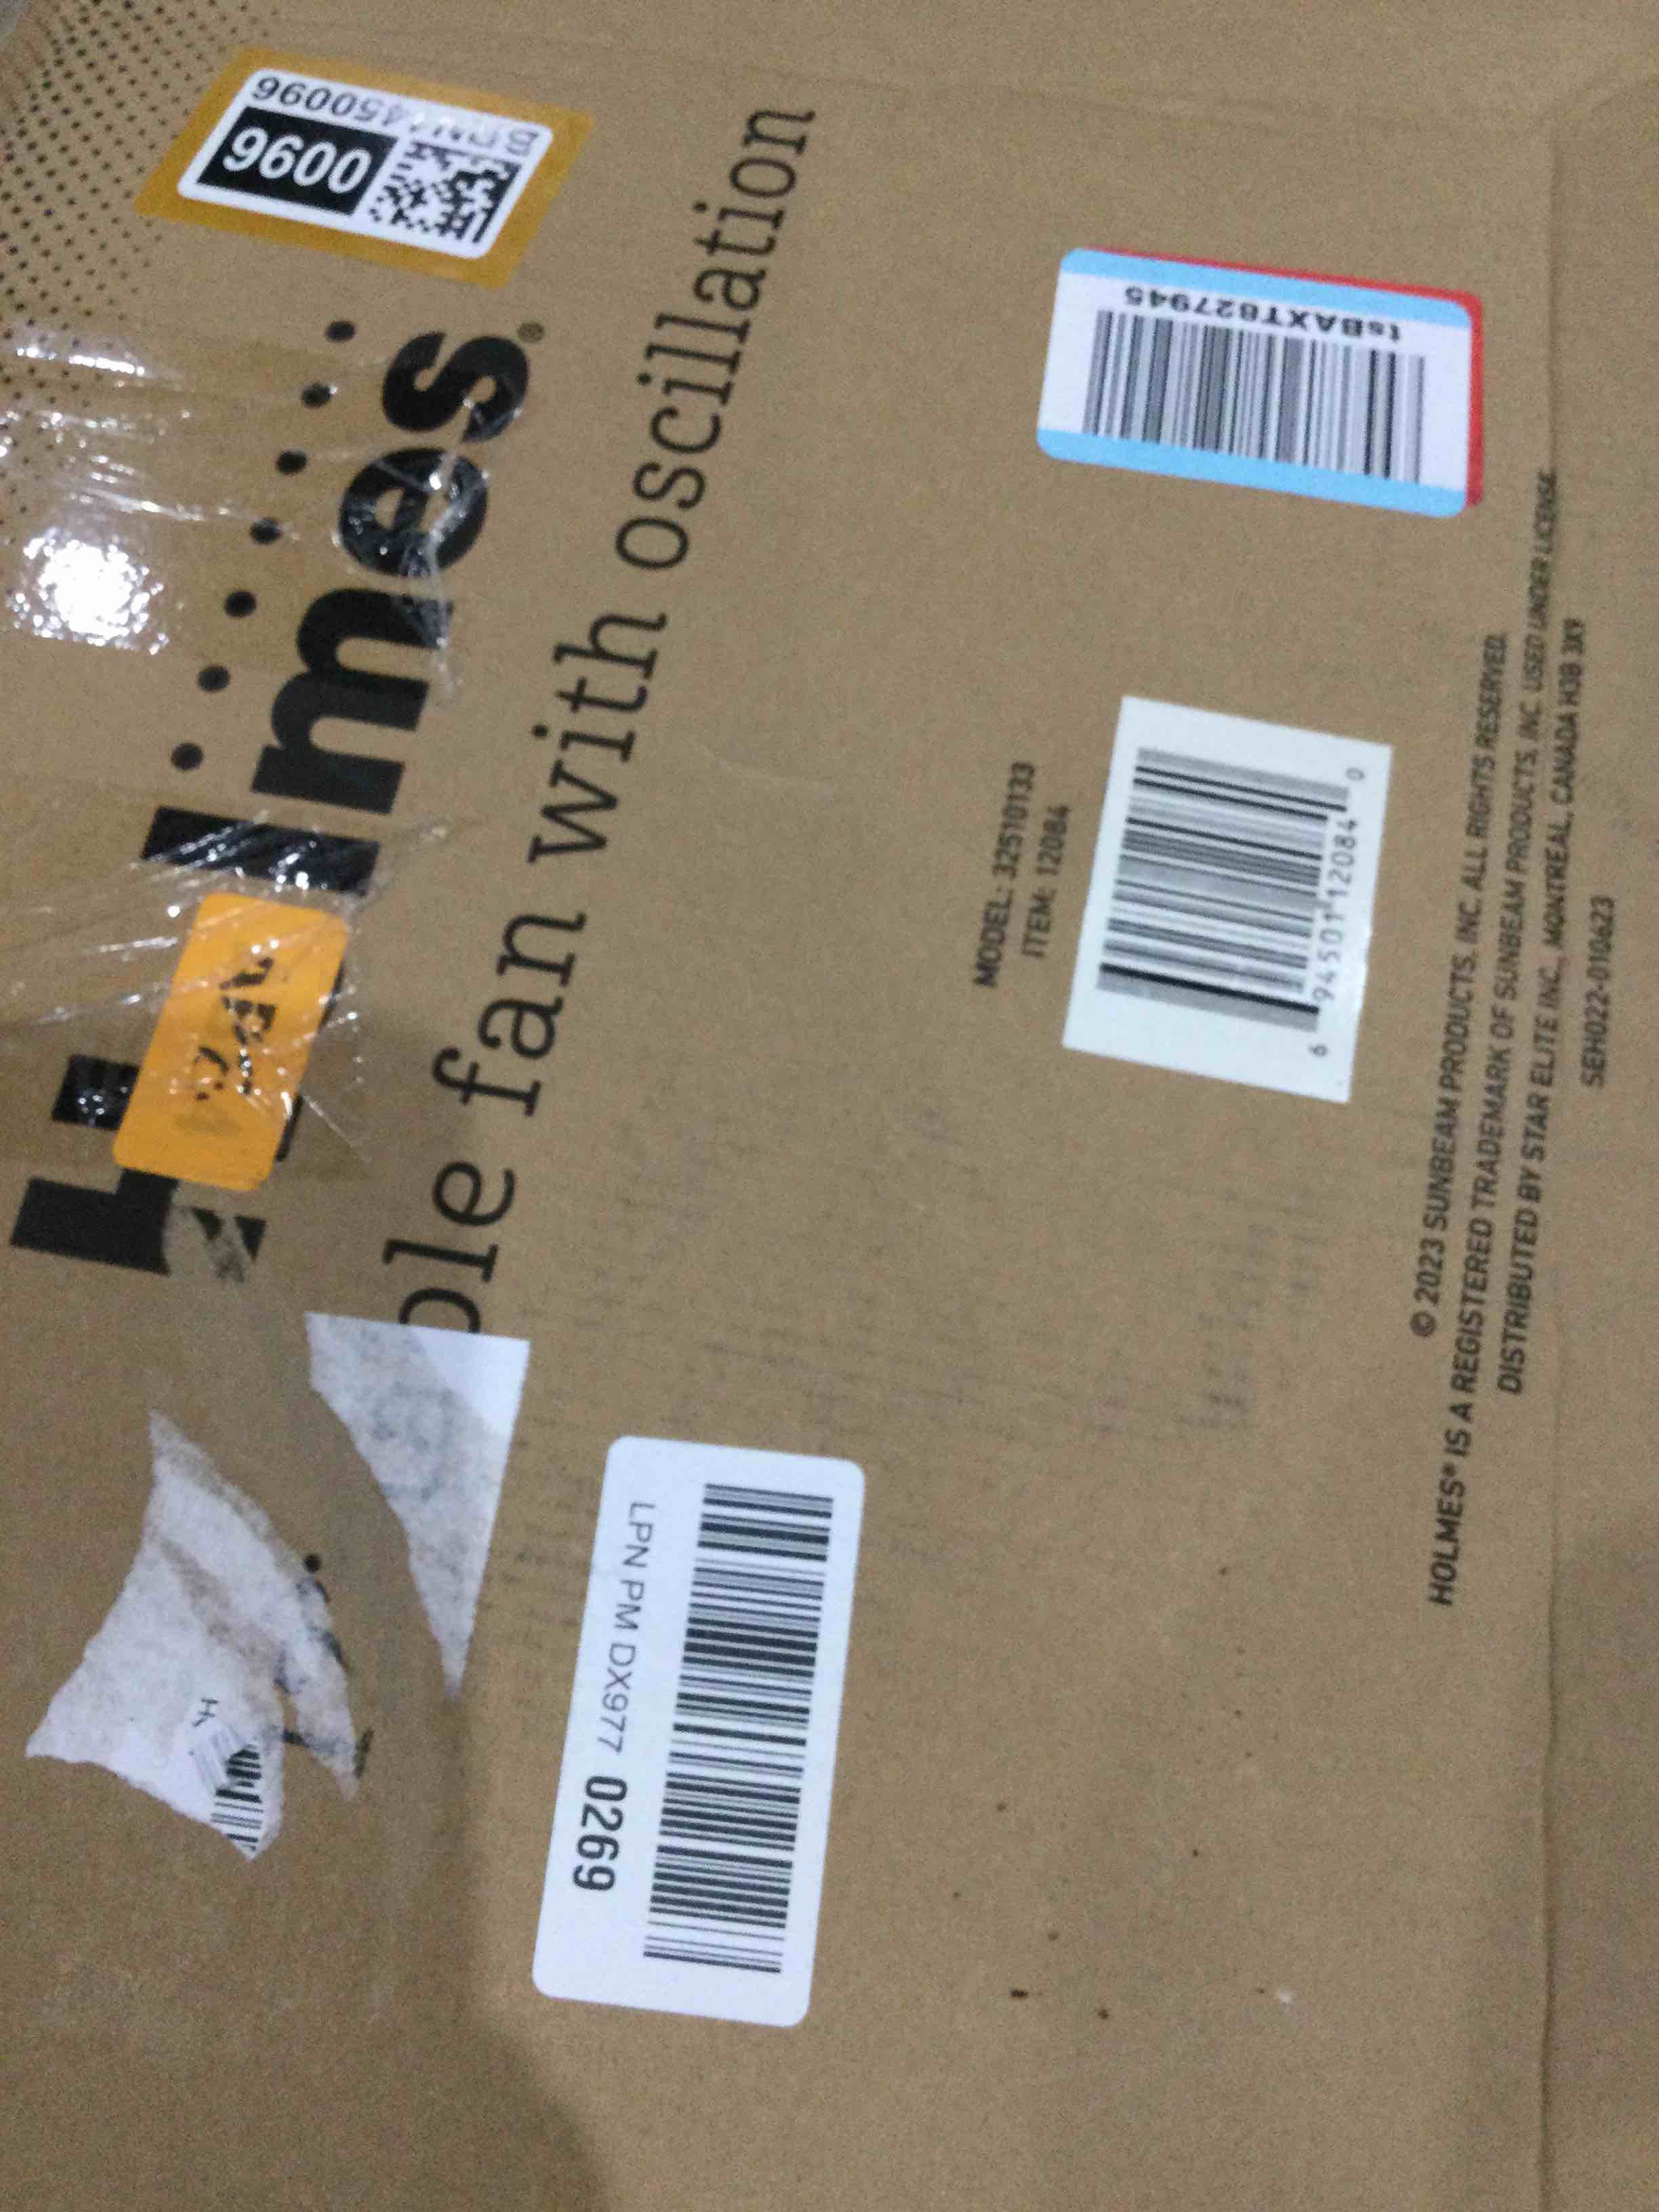 0096
Holmes®
ble fan with oscillation
tsBAXT827945
MODEL: 32510133
ITEM: 12084
6 94501 12084 0
LPN PM DX977 0269
© 2023 SUNBEAM PRODUCTS, INC. ALL RIGHTS RESERVED.
HOLMES® IS A REGISTERED TRADEMARK OF SUNBEAM PRODUCTS, INC. USED UNDER LICENSE
DISTRIBUTED BY STAR ELITE INC., MONTREAL, CANADA H3B 3X9
SEH022-010623